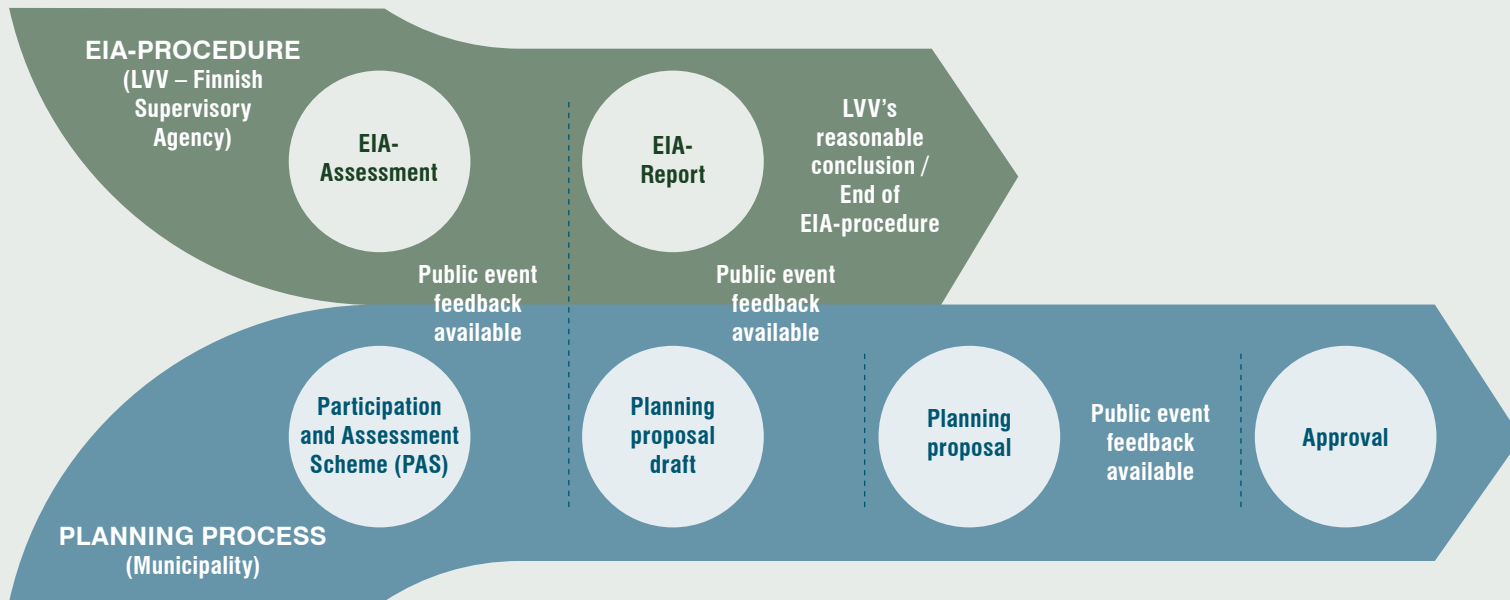 EIA-PROCEDURE
(LVV – Finnish
Supervisory
Agency)
EIA-
Assessment
EIA-
Report
LVV’s
reasonable
conclusion /
End of
EIA-procedure
Public event
feedback
available
Public event
feedback
available
Participation
and Assessment
Scheme (PAS)
Planning
proposal
draft
Planning
proposal
Public event
feedback
available
Approval
PLANNING PROCESS
(Municipality)